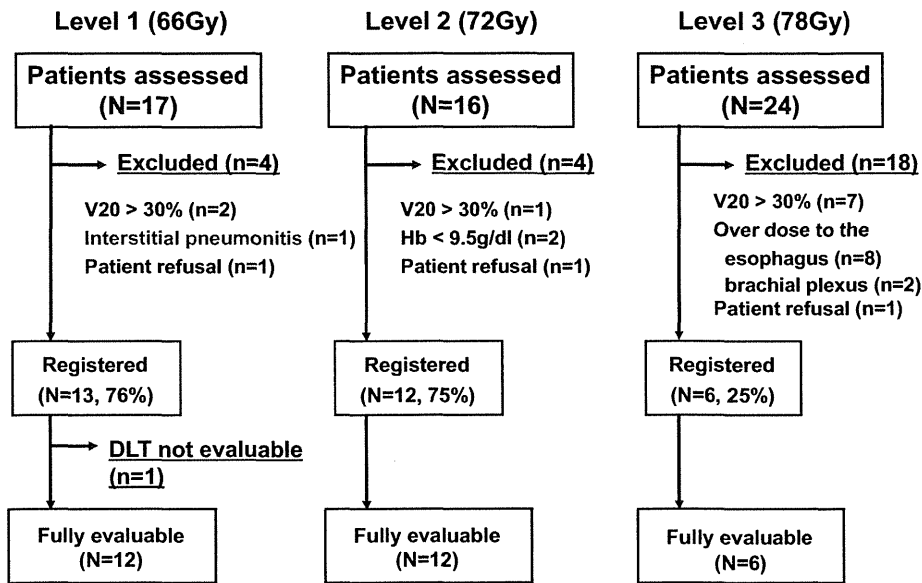 Level 1 (66Gy)
Patients assessed
(N=17)
Excluded (n=4)
V20 > 30% (n=2)
Interstitial pneumonitis (n=1)
Patient refusal (n=1)
Registered
(N=13, 76%)
DLT not evaluable
(n=1)
Fully evaluable
(N=12)
Level 2 (72Gy)
Patients assessed
(N=16)
Excluded (n=4)
V20 > 30% (n=1)
Hb < 9.5g/dl (n=2)
Patient refusal (n=1)
Registered
(N=12, 75%)
Fully evaluable
(N=12)
Level 3 (78Gy)
Patients assessed
(N=24)
Excluded (n=18)
V20 > 30% (n=7)
Over dose to the
esophagus (n=8)
brachial plexus (n=2)
Patient refusal (n=1)
Registered
(N=6, 25%)
Fully evaluable
(N=6)